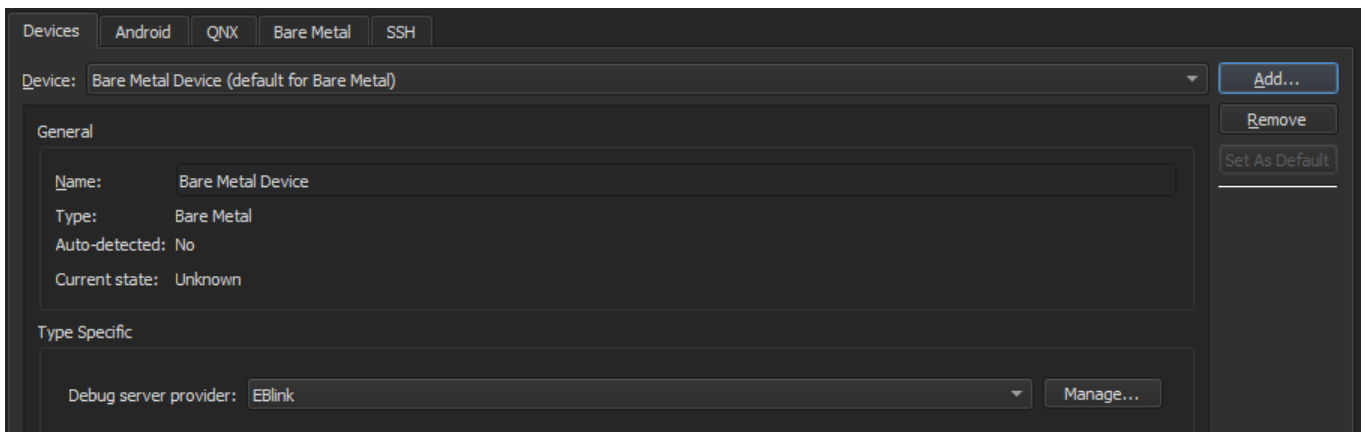 Devices Android QNX Bare Metal SSH
Device: Bare Metal Device (default for Bare Metal) Add...
Remove
Set As Default
General
Name: Bare Metal Device
Type: Bare Metal
Auto-detected: No
Current state: Unknown
Type Specific
Debug server provider: EBlink Manage...